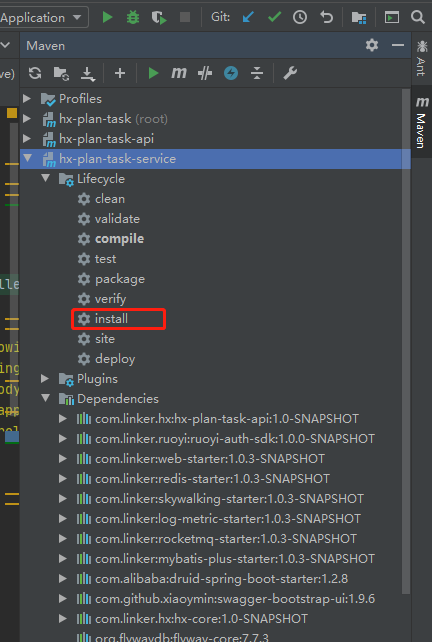 Application
Git:
Maven
ve)
Profiles
hx-plan-task (root)
hx-plan-task-api
hx-plan-task-service
Lifecycle
clean
validate
compile
test
package
verify
install
site
deploy
Plugins
Dependencies
com.linker.hx:hx-plan-task-api:1.0-SNAPSHOT
com.linker.ruoyi:ruoyi-auth-sdk:1.0.0-SNAPSHOT
com.linker:web-starter:1.0.3-SNAPSHOT
com.linker:redis-starter:1.0.3-SNAPSHOT
com.linker:skywalking-starter:1.0.3-SNAPSHOT
com.linker:log-metric-starter:1.0.3-SNAPSHOT
com.linker:rocketmq-starter:1.0.3-SNAPSHOT
com.linker:mybatis-plus-starter:1.0.3-SNAPSHOT
com.alibaba:druid-spring-boot-starter:1.2.8
com.github.xiaoymin:swagger-bootstrap-ui:1.9.6
com.linker.hx:hx-core:1.0-SNAPSHOT
org.flywaydb:flyway-core:7.7.3
Ant
m Maven
lle
owi
ing
ody
app